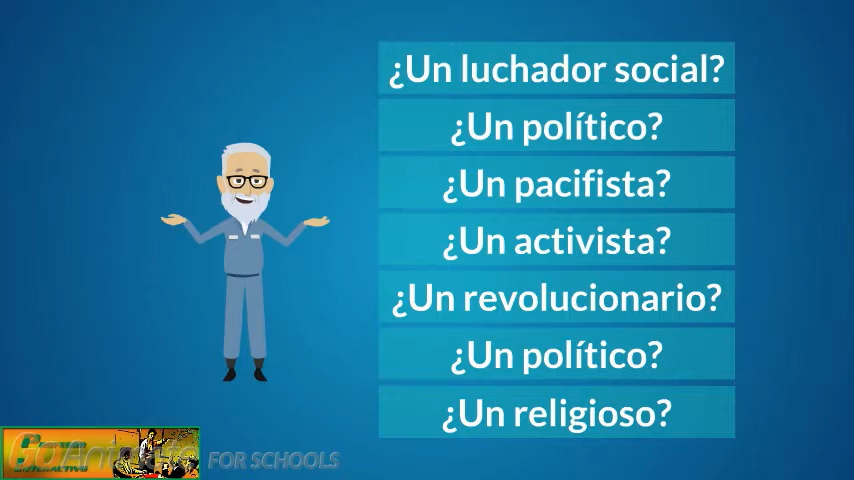 ¿Un luchador social?
¿Un político?
¿Un pacifista?
¿Un activista?
¿Un revolucionario?
¿Un político?
¿Un religioso?
FOR SCHOOLS